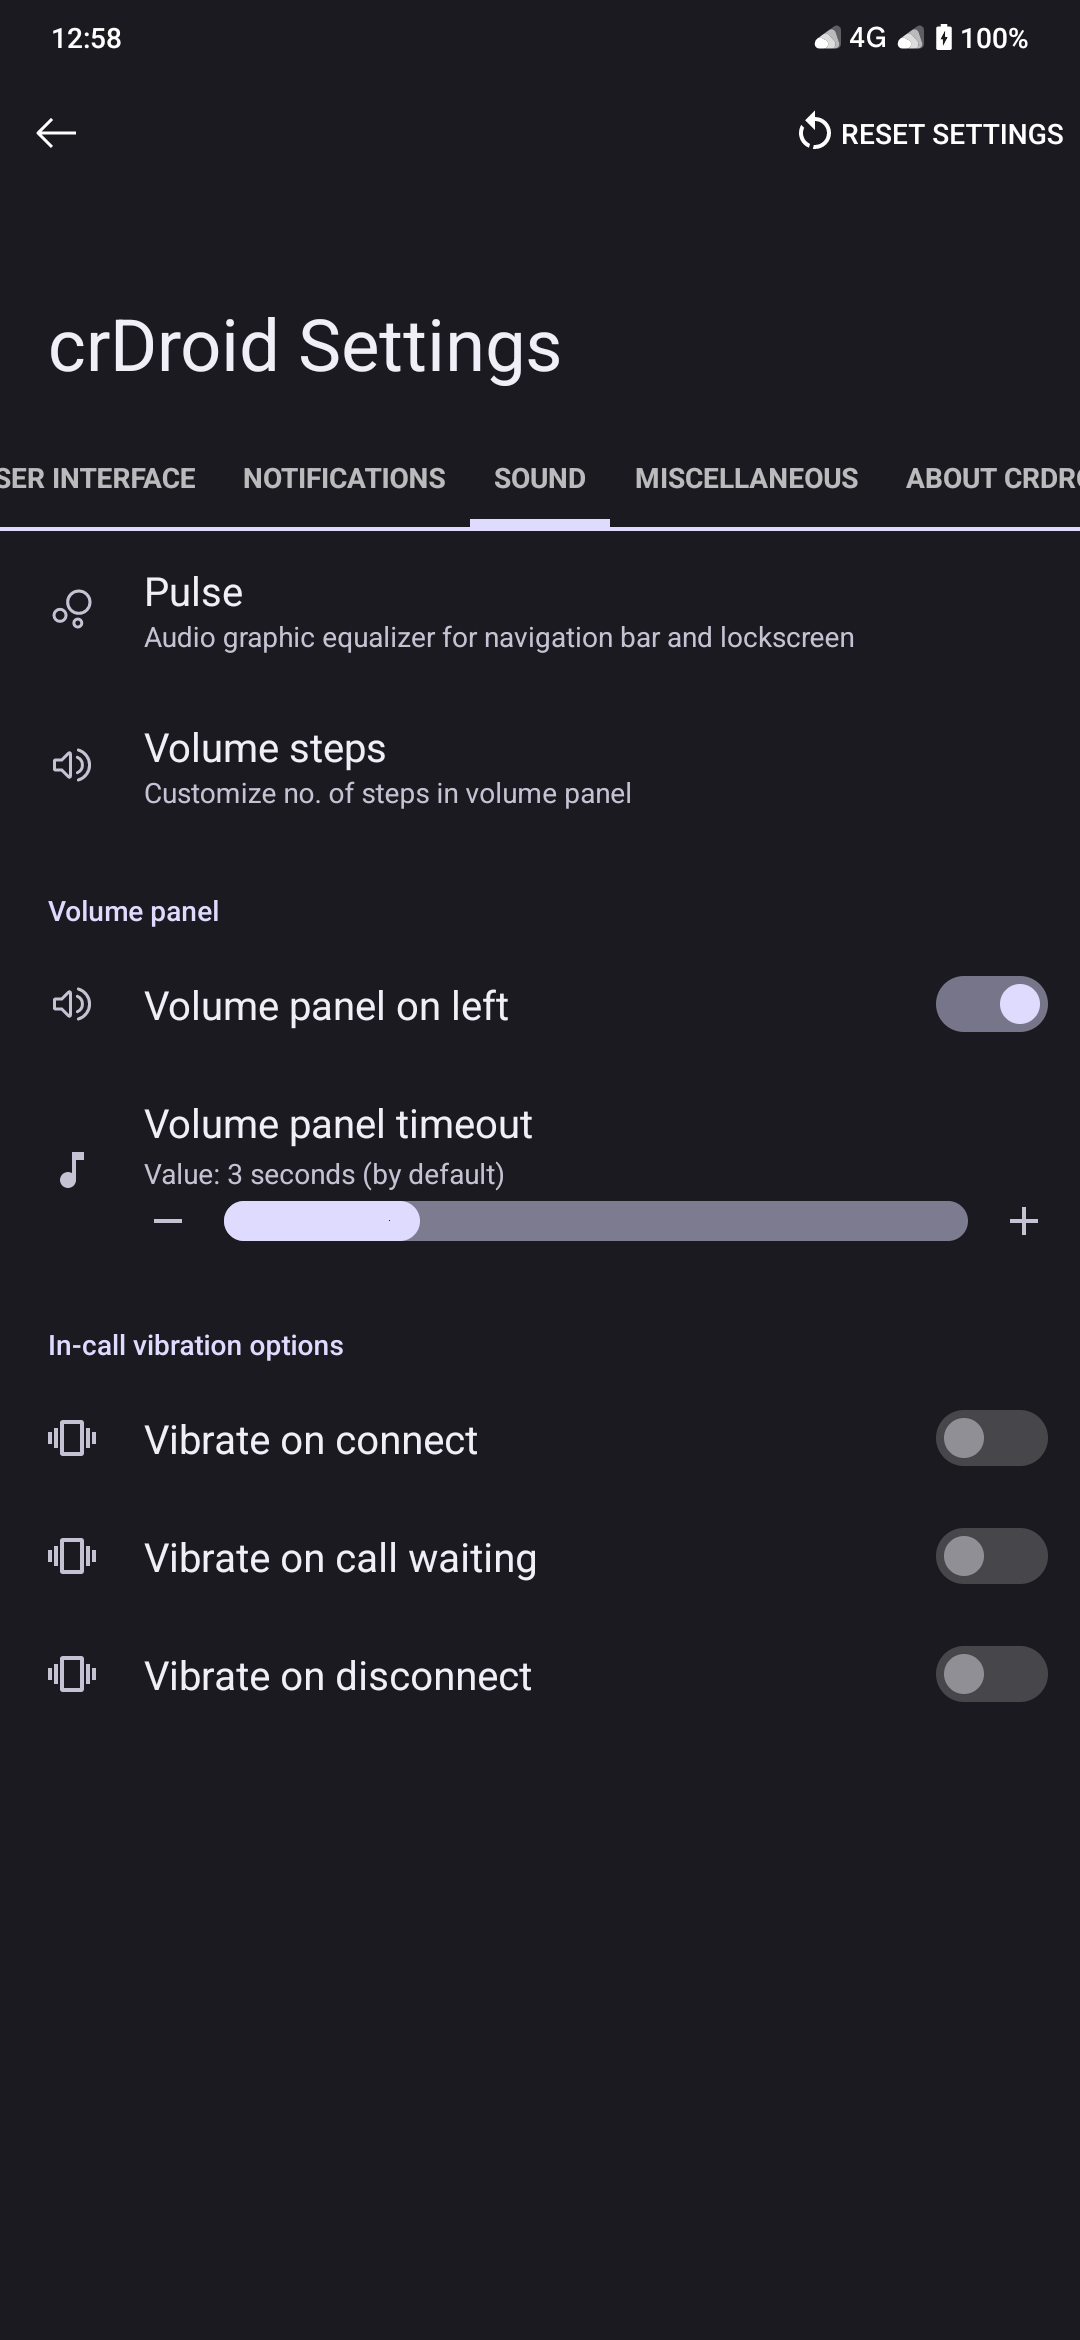 12:58 4G 100%
RESET SETTINGS
crDroid Settings
SER INTERFACE NOTIFICATIONS SOUND MISCELLANEOUS ABOUT CRDR
Pulse
Audio graphic equalizer for navigation bar and lockscreen
Volume steps
Customize no. of steps in volume panel
Volume panel
Volume panel on left
Volume panel timeout
Value: 3 seconds (by default)
In-call vibration options
Vibrate on connect
Vibrate on call waiting
Vibrate on disconnect